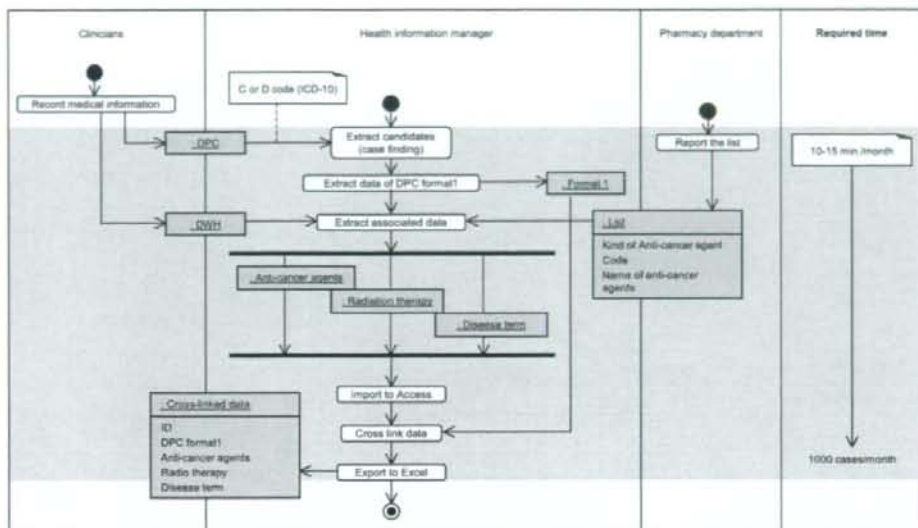 Clinicians
Health information manager
Pharmacy department
Required time
Record medical information
C or D code (ICD-10)
: DPC
Extract candidates
(case finding)
Report the list
10-15 min /month
Extract data of DPC format1
: Format 1
: DWH
Extract associated data
: List
Kind of Anti-cancer agent
Code
Name of anti-cancer
agents
: Anti-cancer agents
: Radiation therapy
: Disease term
Import to Access
: Cross-linked data
ID
DPC format1
Anti-cancer agents
Radio therapy
Disease term
Cross link data
1000 cases/month
Export to Excel